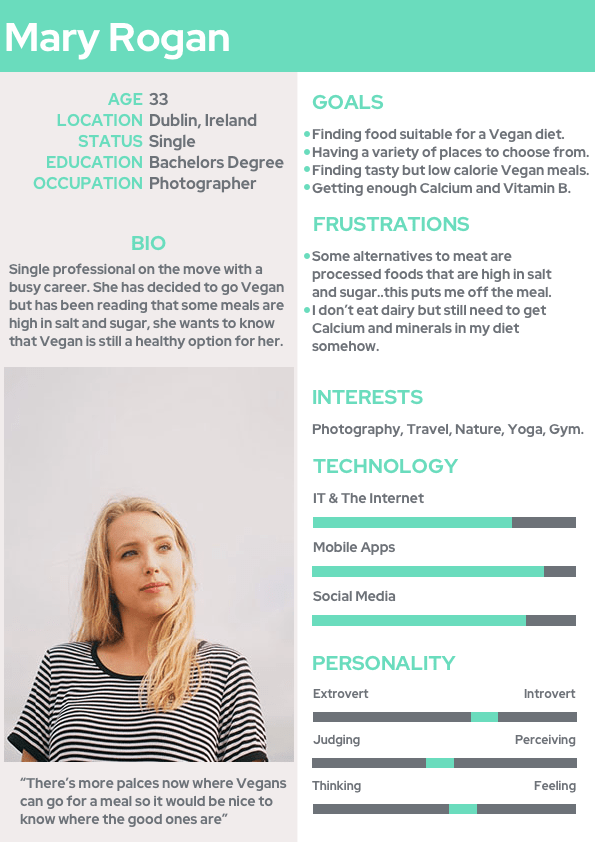 Mary Rogan
AGE 33
LOCATION Dublin, Ireland
STATUS Single
EDUCATION Bachelors Degree
OCCUPATION Photographer
BIO
Single professional on the move with a
busy career. She has decided to go Vegan
but has been reading that some meals are
high in salt and sugar, she wants to know
that Vegan is still a healthy option for her.
“There’s more palces now where Vegans
can go for a meal so it would be nice to
know where the good ones are”
GOALS
•Finding food suitable for a Vegan diet.
•Having a variety of places to choose from.
•Finding tasty but low calorie Vegan meals.
•Getting enough Calcium and Vitamin B.
FRUSTRATIONS
•Some alternatives to meat are
processed foods that are high in salt
and sugar..this puts me off the meal.
•I don’t eat dairy but still need to get
Calcium and minerals in my diet
somehow.
INTERESTS
Photography, Travel, Nature, Yoga, Gym.
TECHNOLOGY
IT & The Internet
Mobile Apps
Social Media
PERSONALITY
Extrovert Introvert
Judging Perceiving
Thinking Feeling